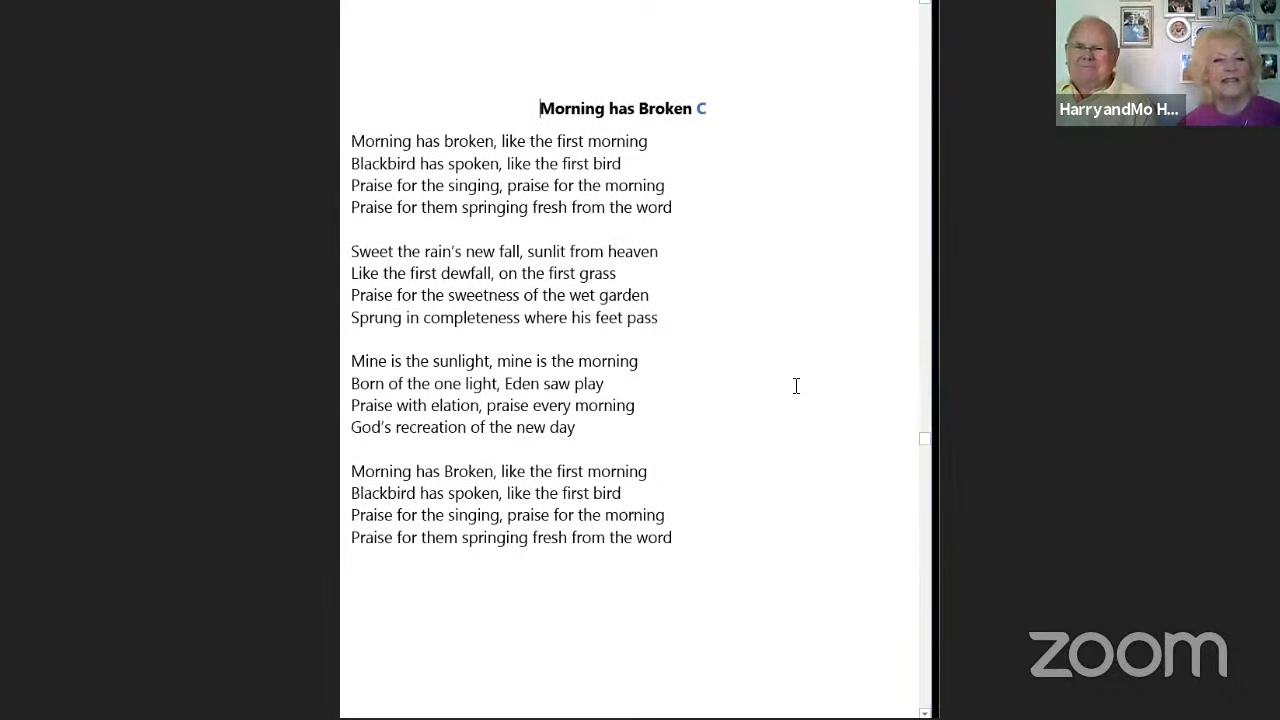 Morning has Broken C
Morning has broken, like the first morning
Blackbird has spoken, like the first bird
Praise for the singing, praise for the morning
Praise for them springing fresh from the word
Sweet the rain's new fall, sunlit from heaven
Like the first dewfall, on the first grass
Praise for the sweetness of the wet garden
Sprung in completeness where his feet pass
Mine is the sunlight, mine is the morning
Born of the one light, Eden saw play
Praise with elation, praise every morning
God's recreation of the new day
Morning has Broken, like the first morning
Blackbird has spoken, like the first bird
Praise for the singing, praise for the morning
Praise for them springing fresh from the word
HarryandMo H...
zoom